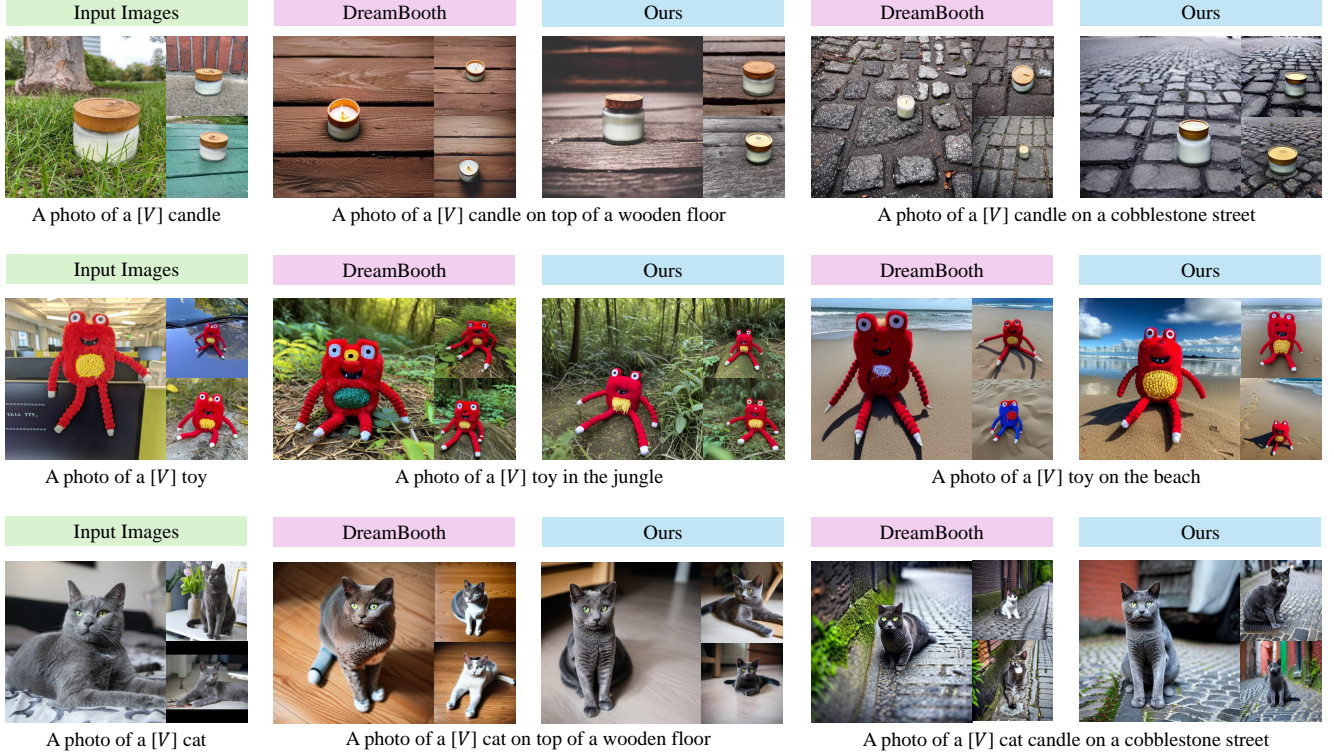 Input Images
DreamBooth
Ours
DreamBooth
Ours
A photo of a [V] candle
A photo of a [V] candle on top of a wooden floor
A photo of a [V] candle on a cobblestone street
Input Images
DreamBooth
Ours
DreamBooth
Ours
this TTY,
A photo of a [V] toy
A photo of a [V] toy in the jungle
A photo of a [V] toy on the beach
Input Images
DreamBooth
Ours
DreamBooth
Ours
A photo of a [V] cat
A photo of a [V] cat on top of a wooden floor
A photo of a [V] cat candle on a cobblestone street